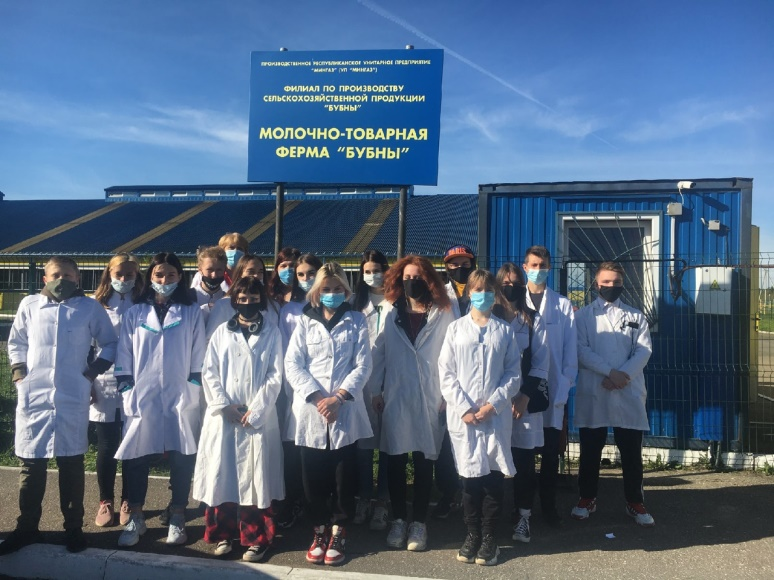 ПРОИЗВОДСТВЕННОЕ РЕСПУБЛИКАНСКОЕ УНИТАРНОЕ ПРЕДПРИЯТИЕ
"МИНГАЗ" (УП "МИНГАЗ")
ФИЛИАЛ ПО ПРОИЗВОДСТВУ
СЕЛЬСКОХОЗЯЙСТВЕННОЙ ПРОДУКЦИИ
"БУБНЫ"
МОЛОЧНО-ТОВАРНАЯ
ФЕРМА "БУБНЫ"